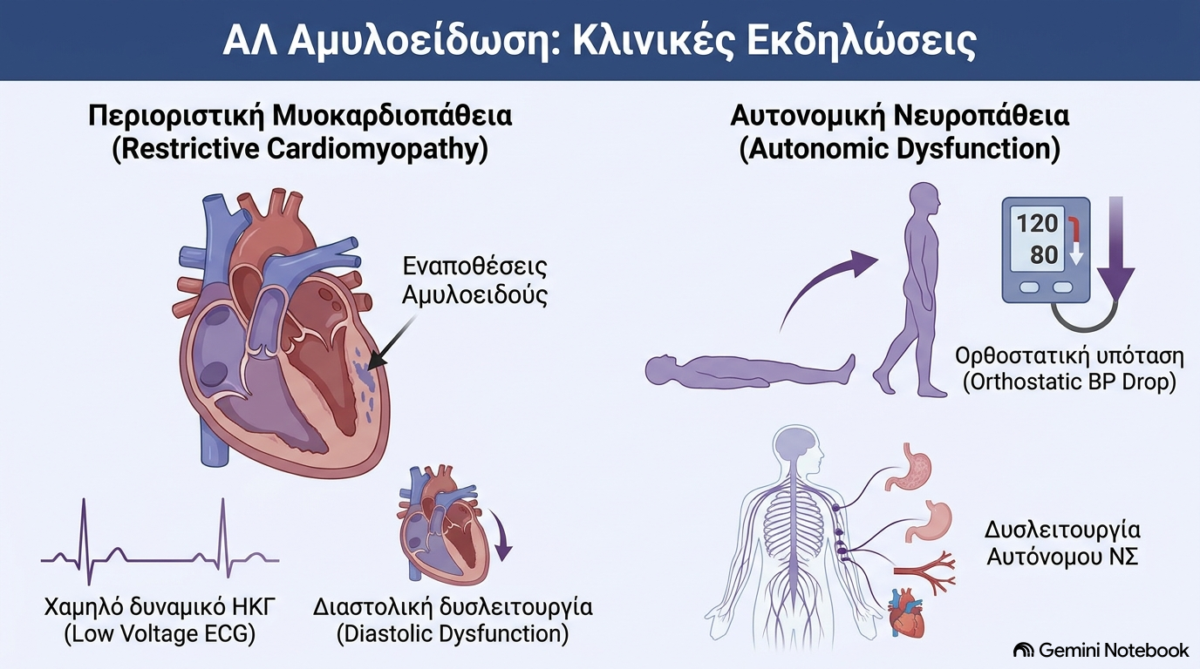 ΑΛ Αμυλοείδωση: Κλινικές Εκδηλώσεις
Περιοριστική Μυοκαρδιοπάθεια
(Restrictive Cardiomyopathy)
Εναποθέσεις
Αμυλοειδούς
Χαμηλό δυναμικό ΗΚΓ
(Low Voltage ECG)
Διαστολική δυσλειτουργία
(Diastolic Dysfunction)
Αυτονομική Νευροπάθεια
(Autonomic Dysfunction)
120
80
Ορθοστατική υπόταση
(Orthostatic BP Drop)
Δυσλειτουργία
Αυτόνομου ΝΣ
Gemini Notebook